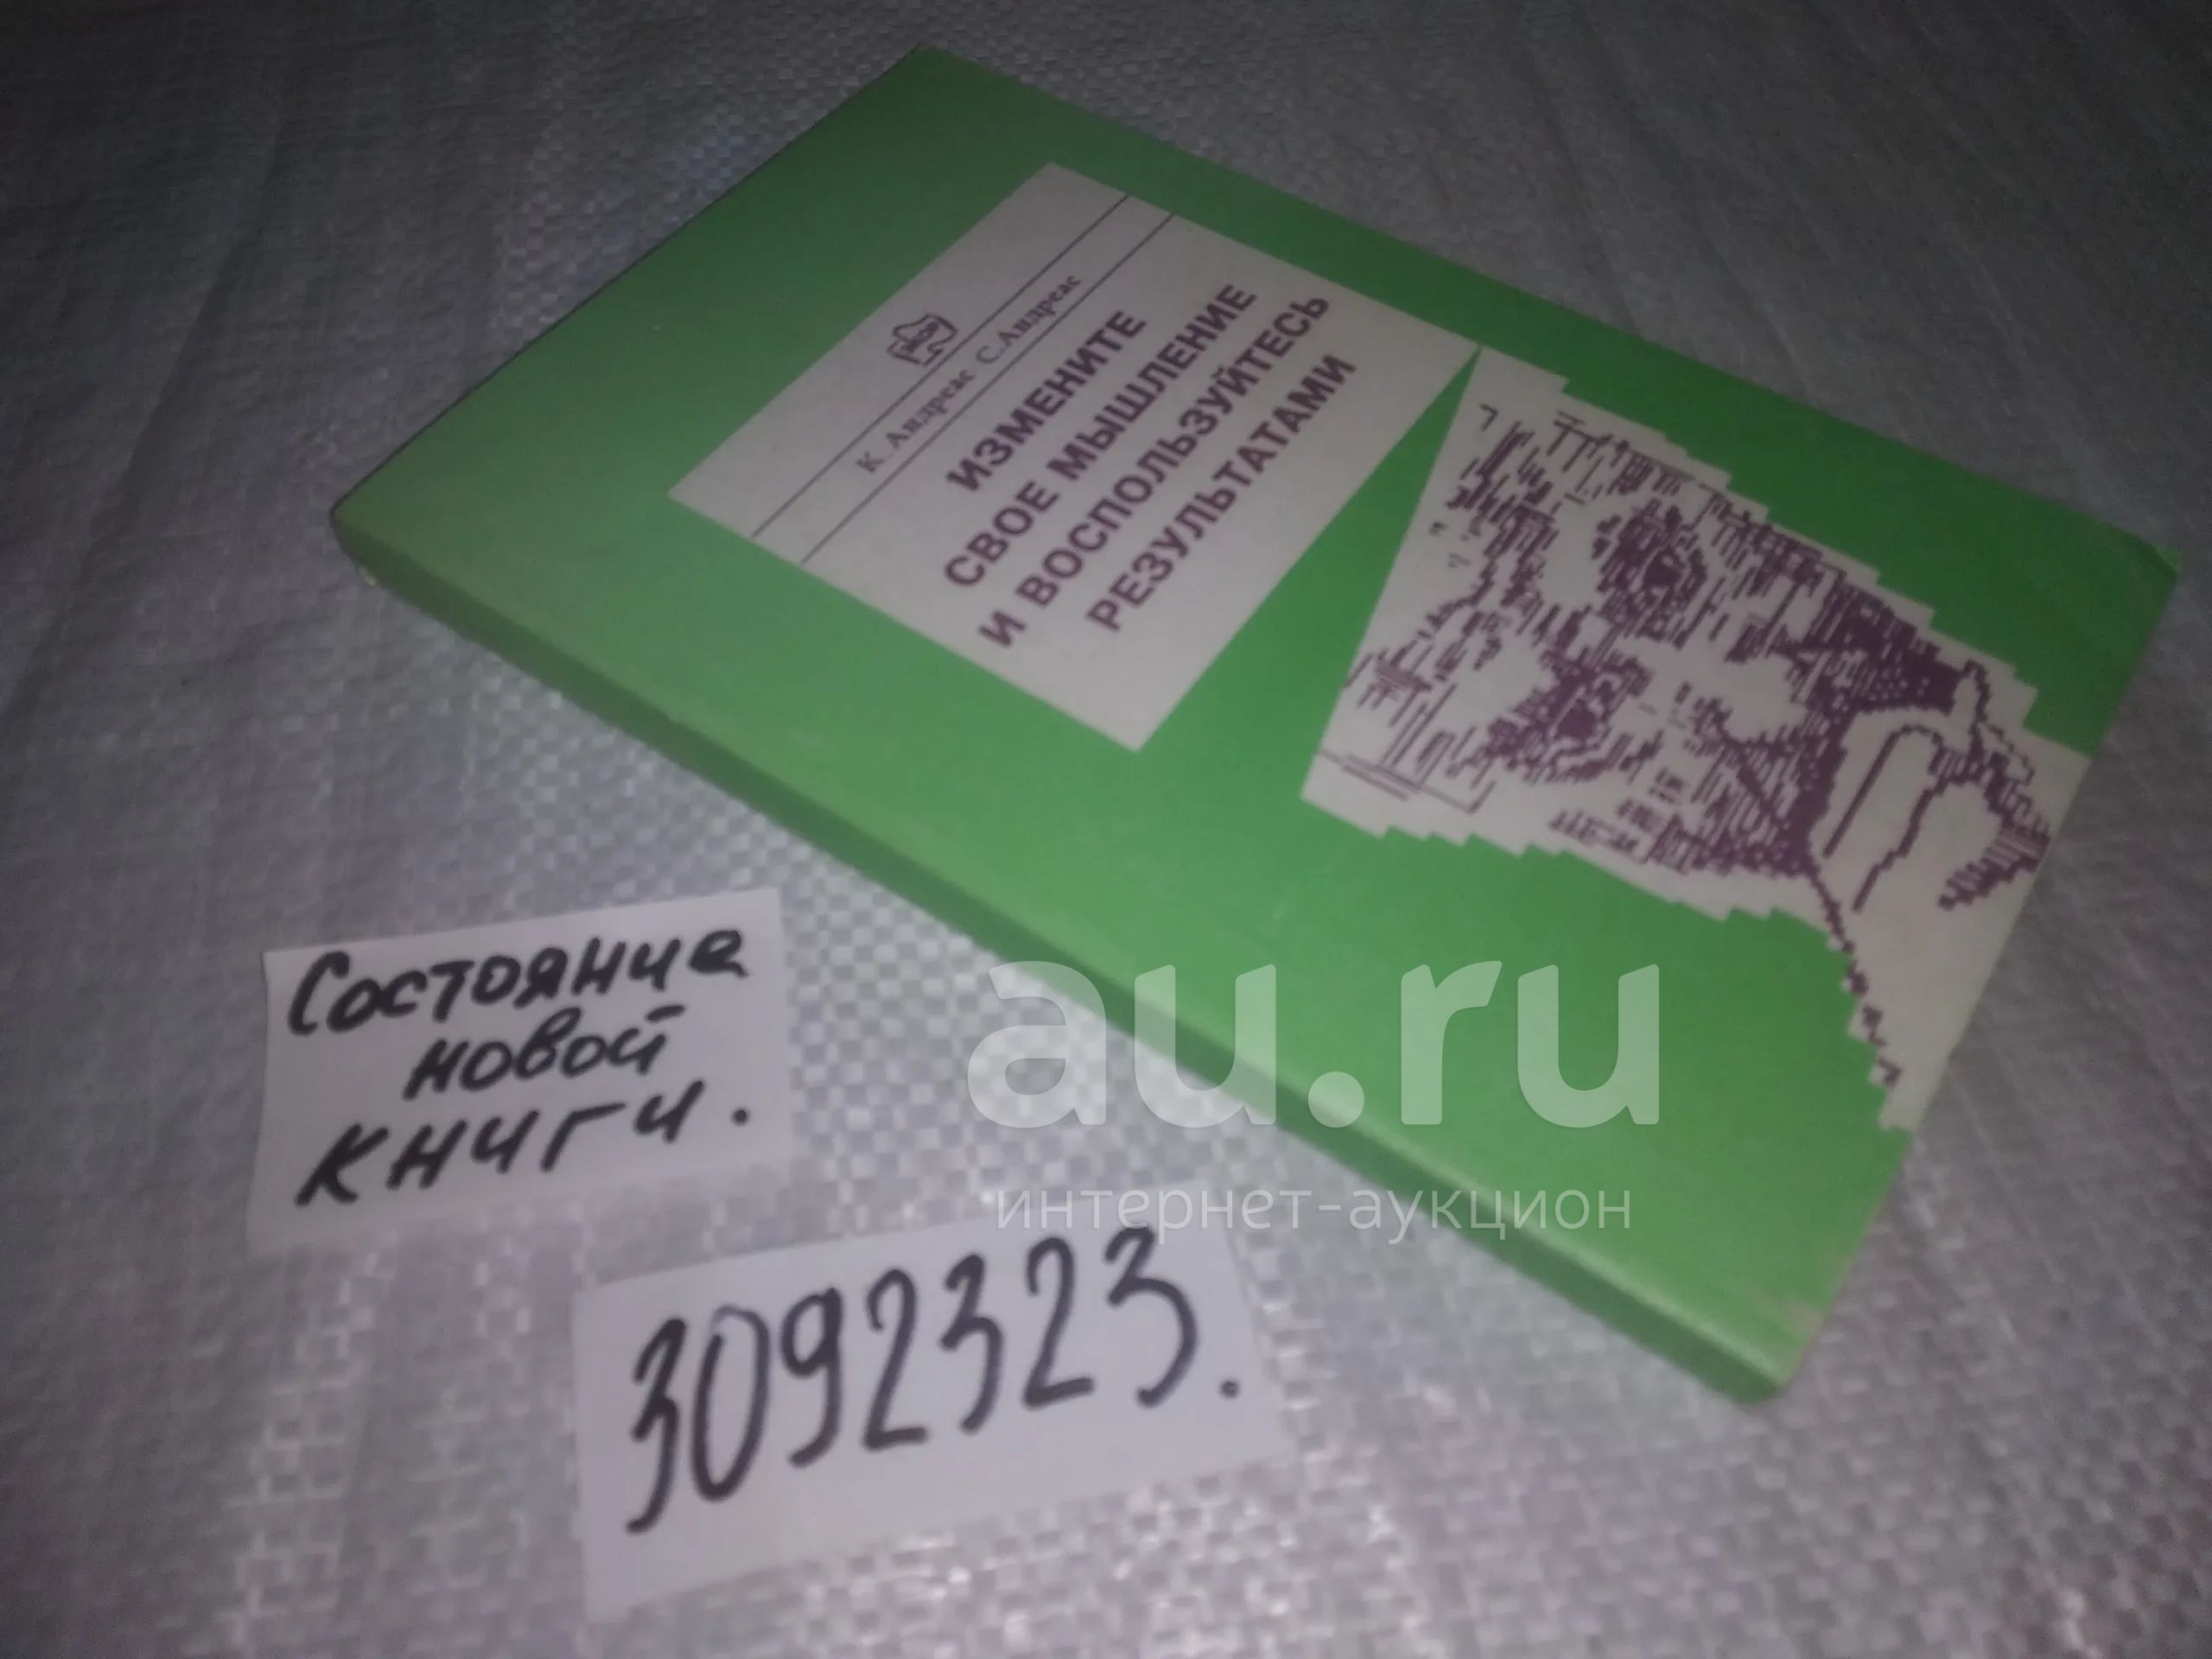 К. Андреас С. Андреас
ИЗМЕНИТЕ
СВОЕ МЫШЛЕНИЕ
И ВОСПОЛЬЗУЙТЕСЬ
РЕЗУЛЬТАТАМИ
Состояние
новой
книги.
au.ru
интернет-аукцион
3092323.